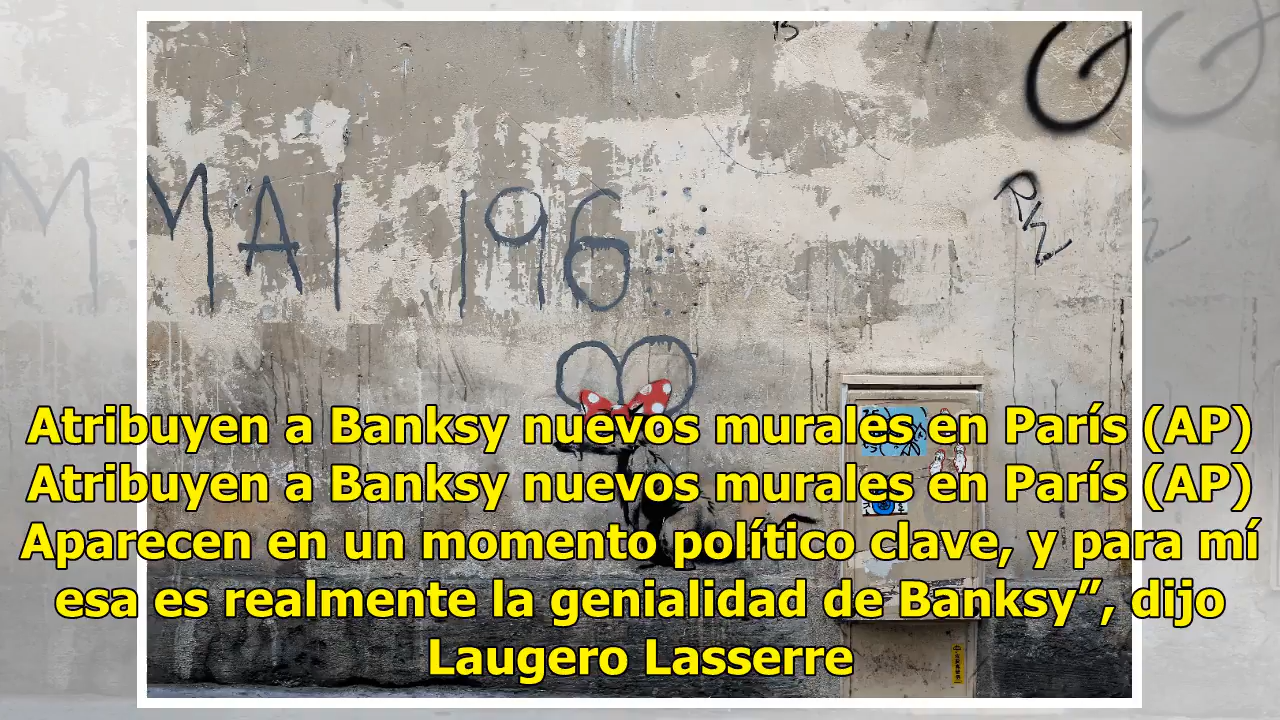 MAI 196
RN
Atribuyen a Banksy nuevos murales en París (AP)
Atribuyen a Banksy nuevos murales en París (AP)
Aparecen en un momento político clave, y para mí
esa es realmente la genialidad de Banksy”, dijo
Laugero Lasserre